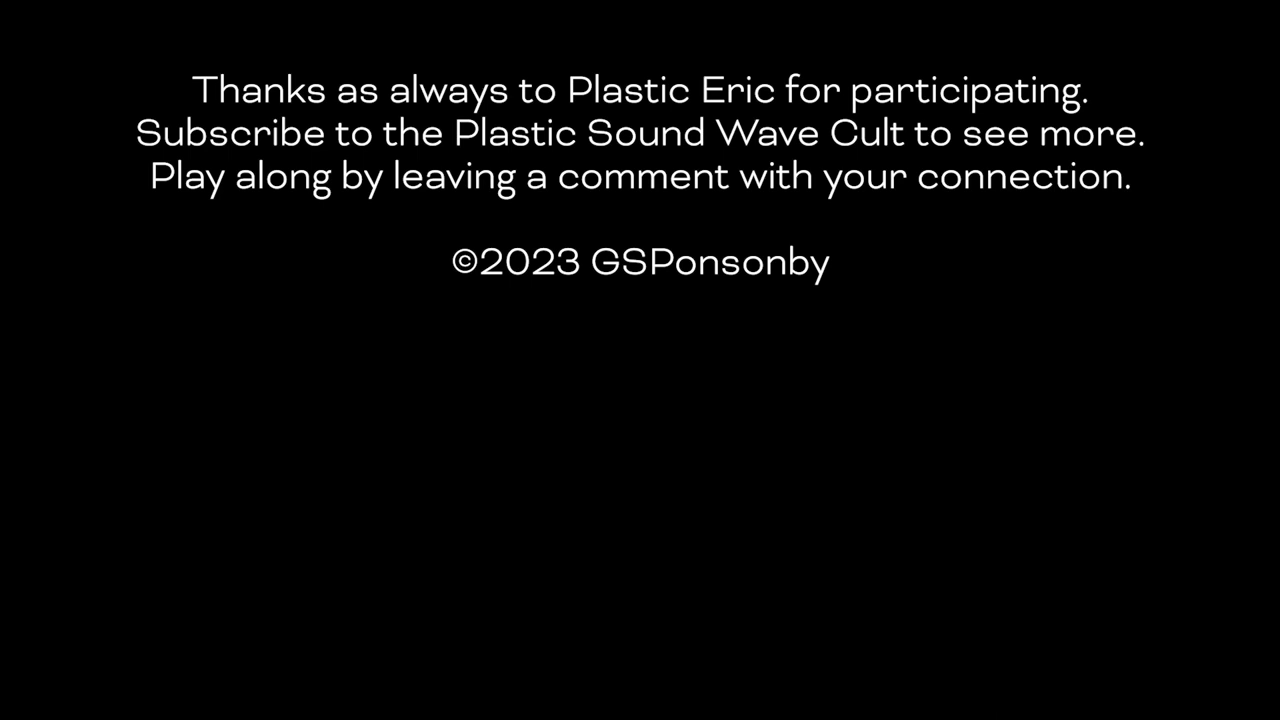 Thanks as always to Plastic Eric for participating.
Subscribe to the Plastic Sound Wave Cult to see more.
Play along by leaving a comment with your connection.
©2023 GSPonsonby